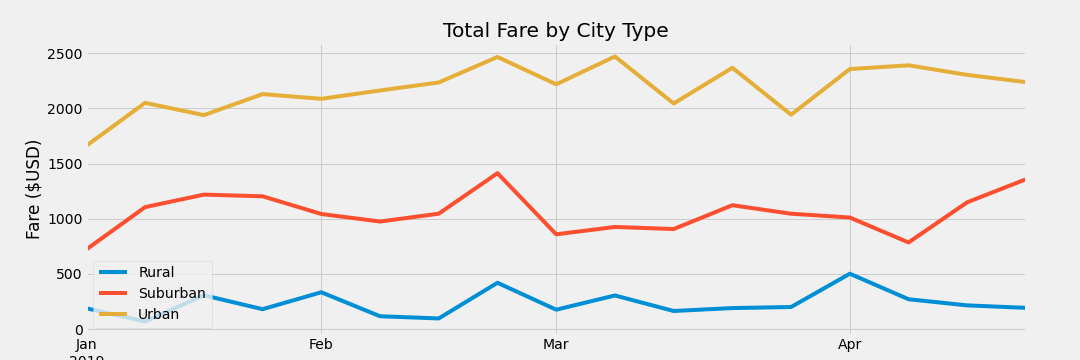 Total Fare by City Type
Fare ($USD)
2500
2000
1500
1000
500
0
Rural
Suburban
Urban
Jan
Feb
Mar
Apr
2019